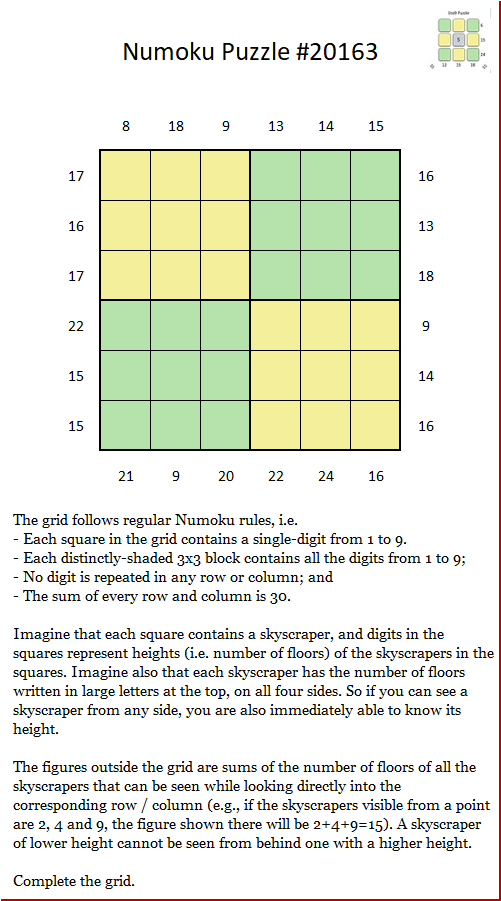 Numoku Puzzle #20163
8 18 9 13 14 15
17 16
16 13
17 18
22 9
15 14
15 16
21 9 20 22 24 16
The grid follows regular Numoku rules, i.e.
- Each square in the grid contains a single-digit from 1 to 9.
- Each distinctly-shaded 3x3 block contains all the digits from 1 to 9;
- No digit is repeated in any row or column; and
- The sum of every row and column is 30.
Imagine that each square contains a skyscraper, and digits in the
squares represent heights (i.e. number of floors) of the skyscrapers in the
squares. Imagine also that each skyscraper has the number of floors
written in large letters at the top, on all four sides. So if you can see a
skyscraper from any side, you are also immediately able to know its
height.
The figures outside the grid are sums of the number of floors of all the
skyscrapers that can be seen while looking directly into the
corresponding row / column (e.g., if the skyscrapers visible from a point
are 2, 4 and 9, the figure shown there will be 2+4+9=15). A skyscraper
of lower height cannot be seen from behind one with a higher height.
Complete the grid.